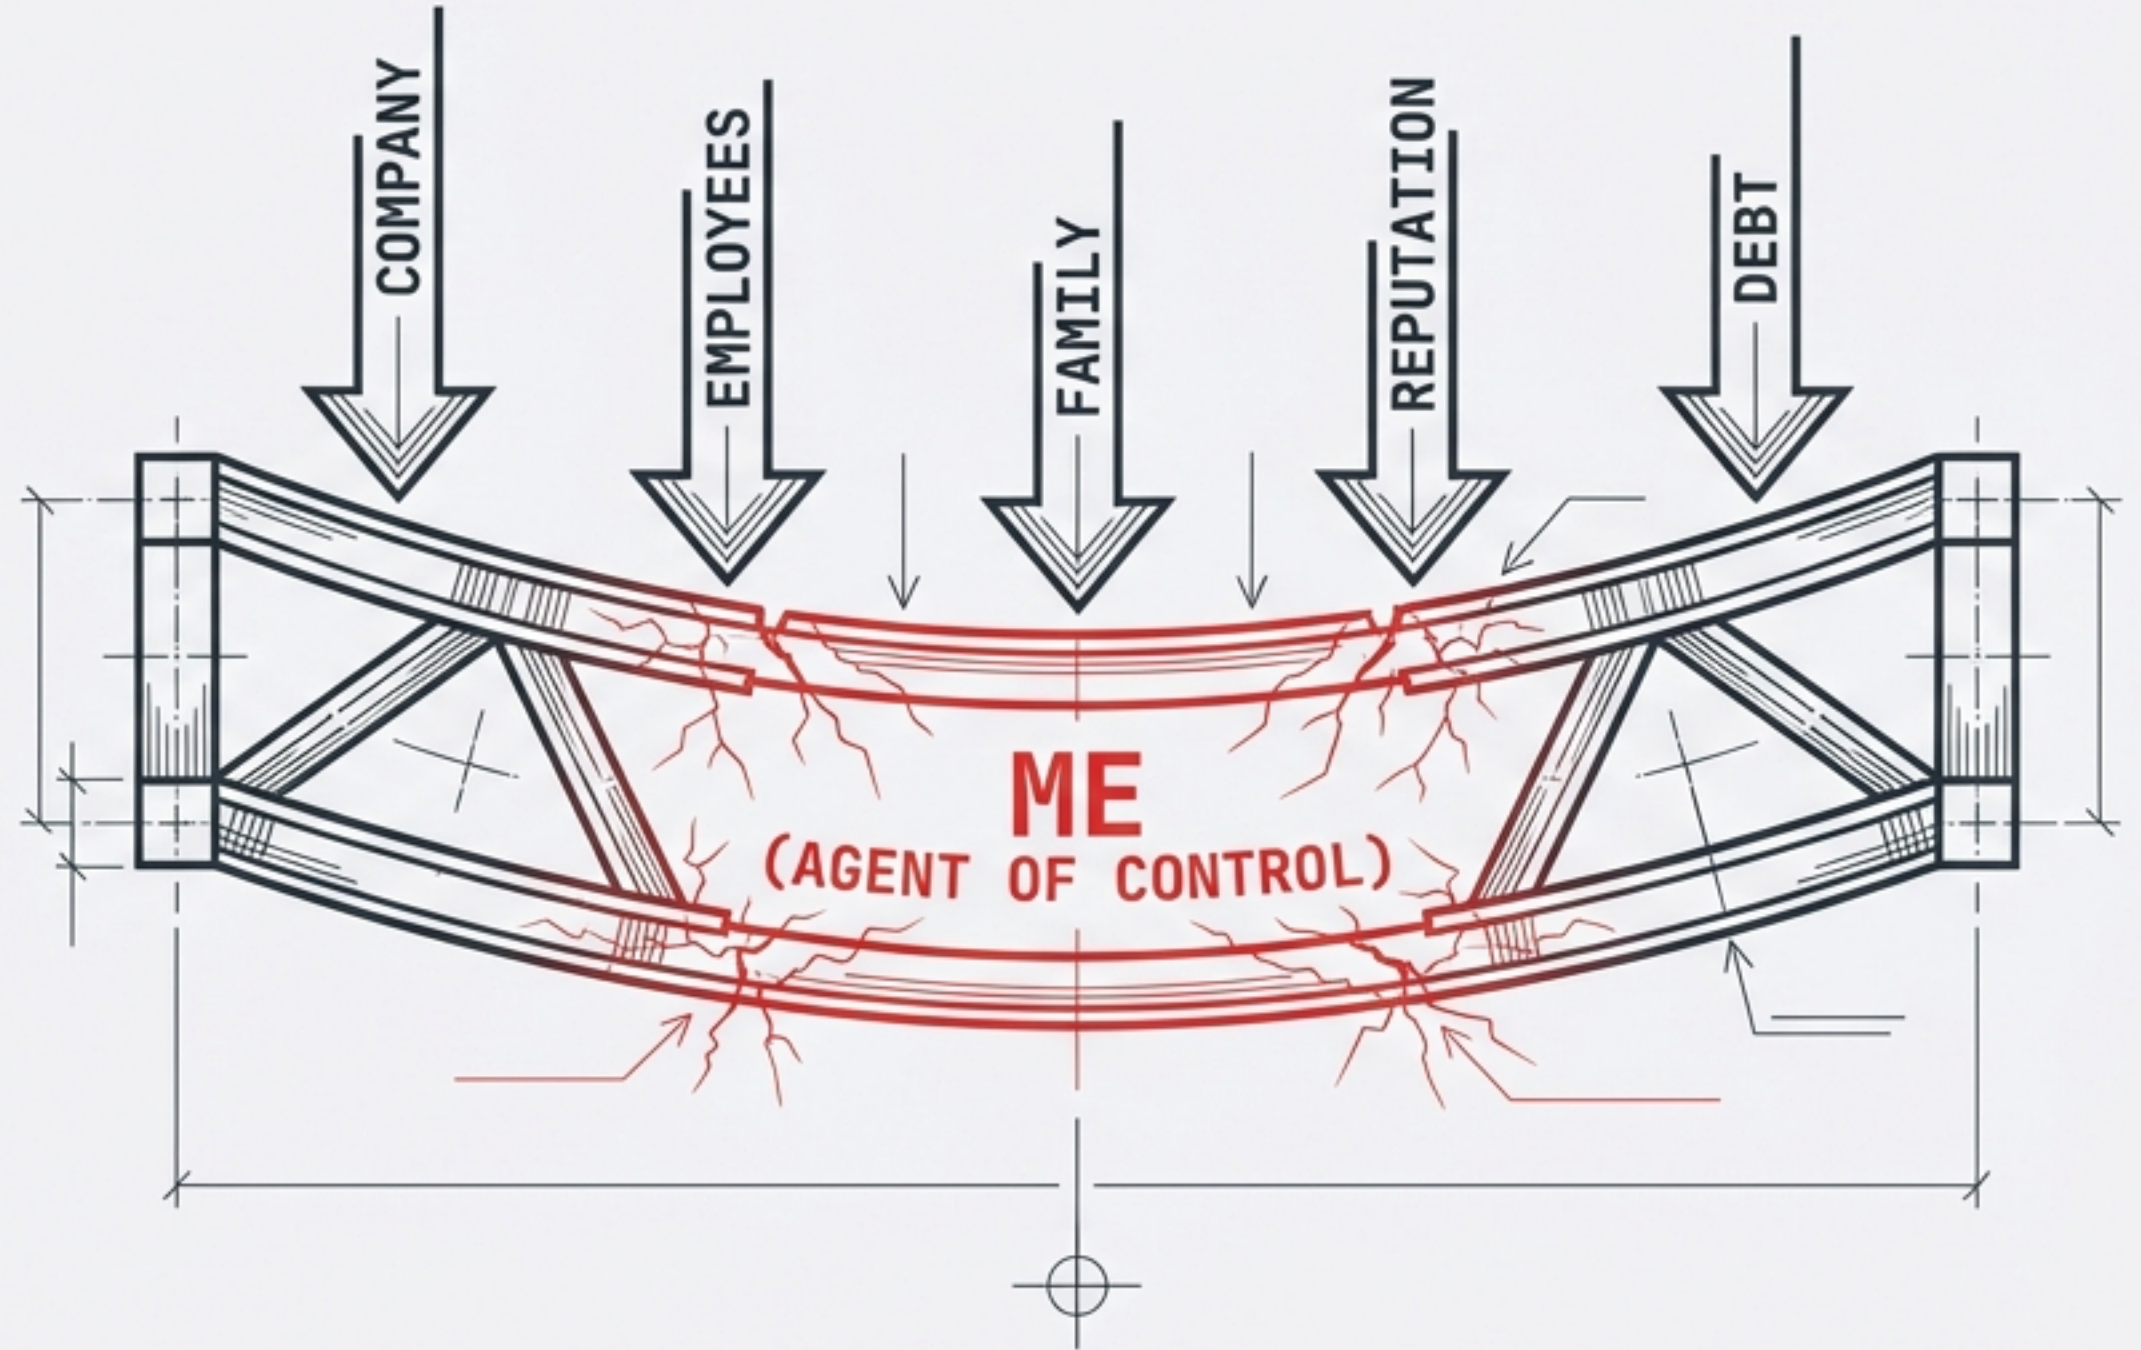 COMPANY
EMPLOYEES
FAMILY
REPUTATION
DEBT
ME
(AGENT OF CONTROL)